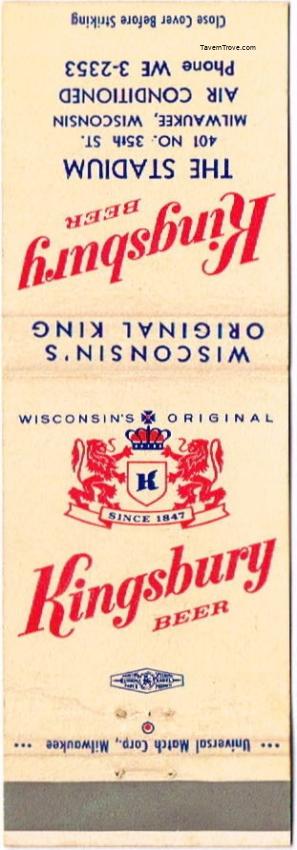 TavernTrove.com
Close Cover Before Striking
Phone WE 3-2353
AIR CONDITIONED
MILWAUKEE, WISCONSIN
401 NO. 35th ST.
THE STADIUM
Kingsbury
BEER
WISCONSIN'S
ORIGINAL KING
WISCONSIN'S ORIGINAL
K
SINCE 1847
Kingsbury
BEER
••• Universal Match Corp., Milwaukee •••